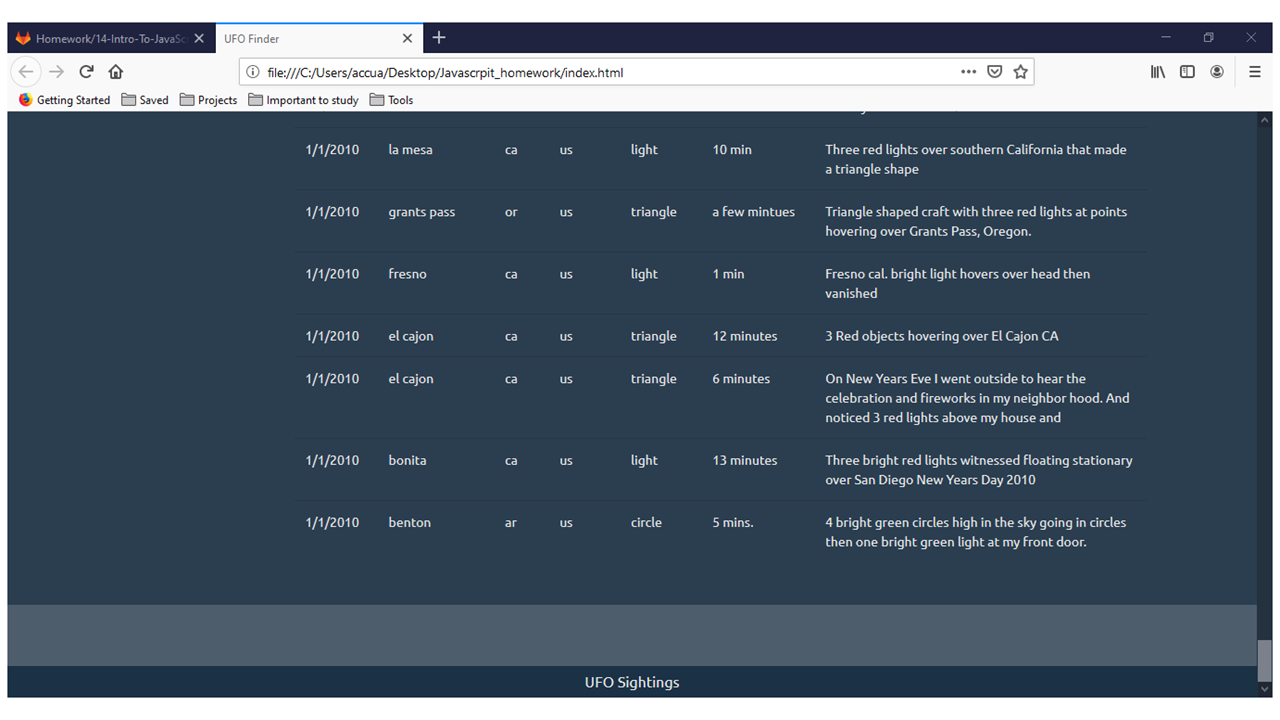 Homework/14-Intro-To-JavaSc
UFO Finder
file:///C:/Users/accua/Desktop/Javascrpit_homework/index.html
Getting Started Saved Projects Important to study Tools
1/1/2010 la mesa ca us light 10 min Three red lights over southern California that made
a triangle shape
1/1/2010 grants pass or us triangle a few mintues Triangle shaped craft with three red lights at points
hovering over Grants Pass, Oregon.
1/1/2010 fresno ca us light 1 min Fresno cal. bright light hovers over head then
vanished
1/1/2010 el cajon ca us triangle 12 minutes 3 Red objects hovering over El Cajon CA
1/1/2010 el cajon ca us triangle 6 minutes On New Years Eve I went outside to hear the
celebration and fireworks in my neighbor hood. And
noticed 3 red lights above my house and
1/1/2010 bonita ca us light 13 minutes Three bright red lights witnessed floating stationary
over San Diego New Years Day 2010
1/1/2010 benton ar us circle 5 mins. 4 bright green circles high in the sky going in circles
then one bright green light at my front door.
UFO Sightings